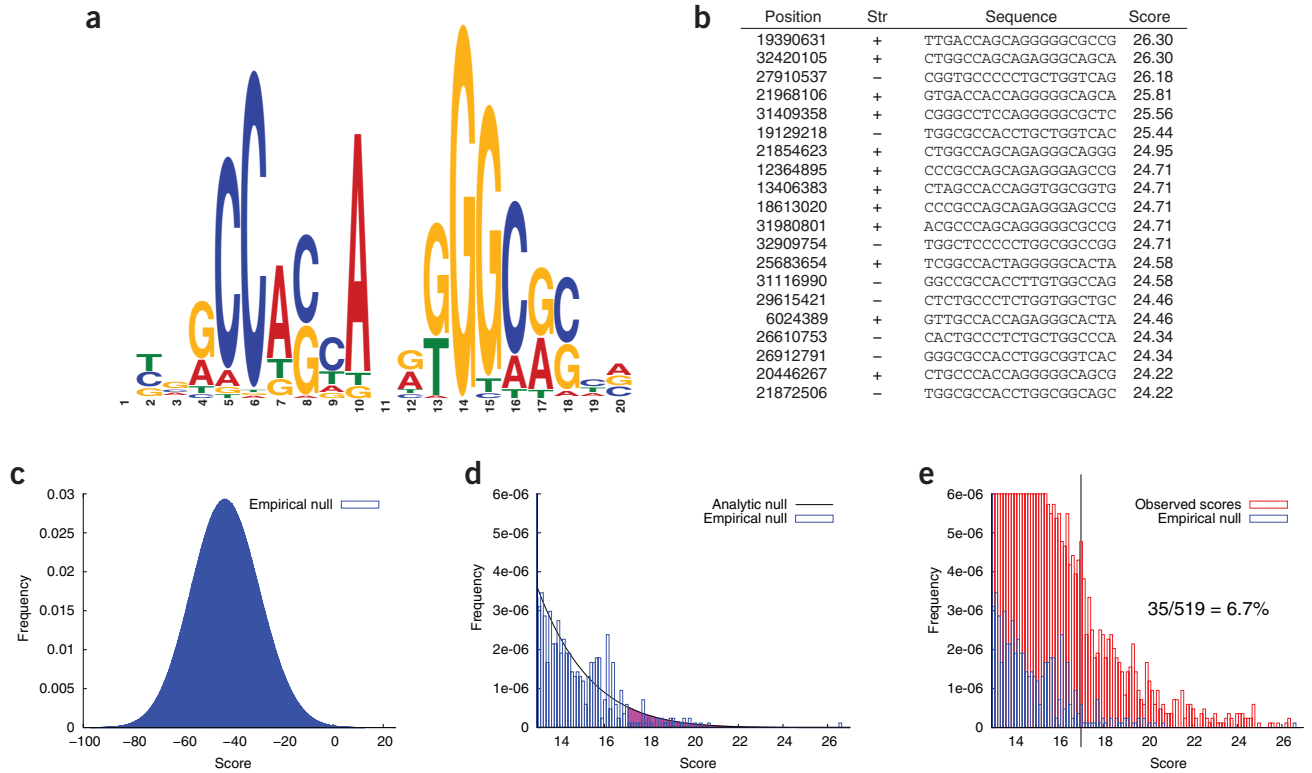 a
1 2 3 4 5 6 7 8 9 10 11 12 13 14 15 16 17 18 19 20
b
Position Str Sequence Score
19390631 + TTGACCAGCAGGGGGCGCCG 26.30
32420105 + CTGGCCAGCAGAGGGCAGCA 26.30
27910537 – CGGTGCCCCCTGCTGGTCAG 26.18
21968106 + GTGACCACCAGGGGGCAGCA 25.81
31409358 + CGGGCCTCCAGGGGGCGCTC 25.56
19129218 – TGGCGCCACCTGCTGGTCAC 25.44
21854623 + CTGGCCAGCAGAGGGCAGGG 24.95
12364895 + CCCGCCAGCAGAGGGAGCCG 24.71
13406383 + CTAGCCACCAGGTGGCGGTG 24.71
18613020 + CCCGCCAGCAGAGGGAGCCG 24.71
31980801 + ACGCCCAGCAGGGGGCGCCG 24.71
32909754 – TGGCTCCCCCTGGCGGCCGG 24.71
25683654 + TCGGCCACTAGGGGGCACTA 24.58
31116990 – GGCCGCCACCTTGTGGCCAG 24.58
29615421 – CTCTGCCCTCTGGTGGCTGC 24.46
6024389 + GTTGCCACCAGAGGGCACTA 24.46
26610753 – CACTGCCCTCTGCTGGCCCA 24.34
26912791 – GGGCGCCACCTGGCGGTCAC 24.34
20446267 + CTGCCCACCAGGGGGCAGCG 24.22
21872506 – TGGCGCCACCTGGCGGCAGC 24.22
c
Empirical null
Frequency
0.03
0.025
0.02
0.015
0.01
0.005
0
–100 –80 –60 –40 –20 0 20
Score
d
Analytic null
Empirical null
Frequency
6e-06
5e-06
4e-06
3e-06
2e-06
1e-06
0
14 16 18 20 22 24 26
Score
e
Observed scores
Empirical null
35/519 = 6.7%
Frequency
6e-06
5e-06
4e-06
3e-06
2e-06
1e-06
0
14 16 18 20 22 24 26
Score